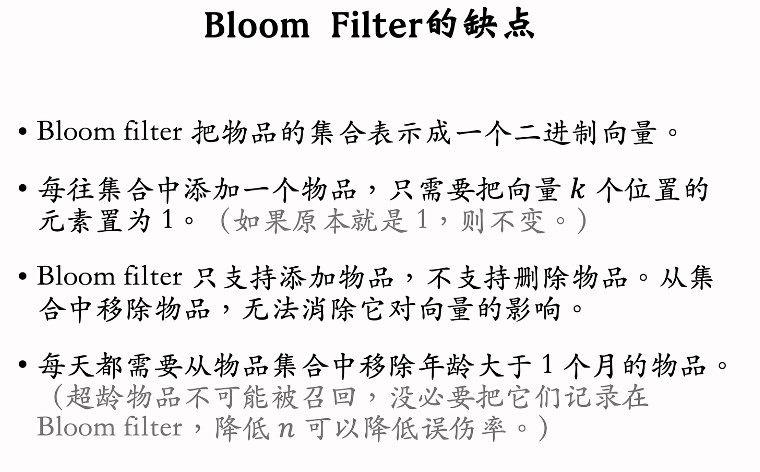 Bloom Filter的缺点
• Bloom filter 把物品的集合表示成一个二进制向量。
• 每往集合中添加一个物品，只需要把向量 k 个位置的
元素置为 1。（如果原本就是 1，则不变。）
• Bloom filter 只支持添加物品，不支持删除物品。从集
合中移除物品，无法消除它对向量的影响。
• 每天都需要从物品集合中移除年龄大于 1 个月的物品。
（超龄物品不可能被召回，没必要把它们记录在
Bloom filter，降低 n 可以降低误伤率。）